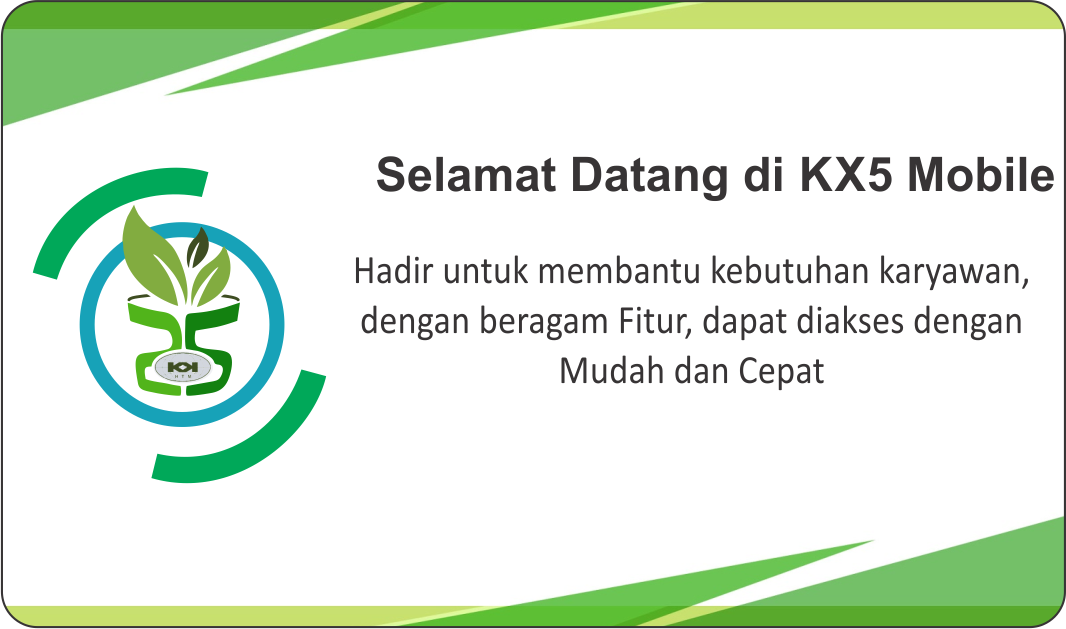 Selamat Datang di KX5 Mobile
Hadir untuk membantu kebutuhan karyawan,
dengan beragam Fitur, dapat diakses dengan
Mudah dan Cepat